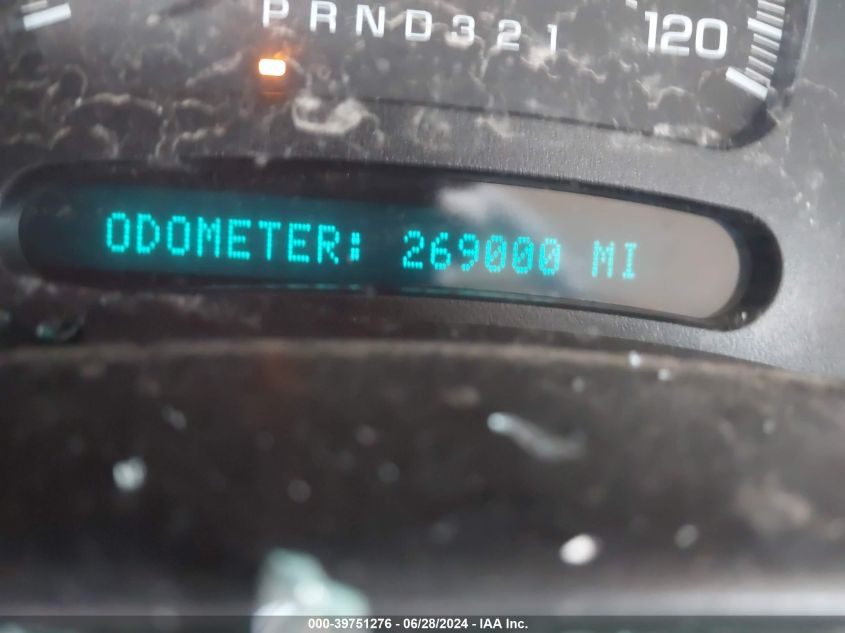 PRND321
120
ODOMETER: 269000 MI
000-39751276 - 06/28/2024 - IAA Inc.